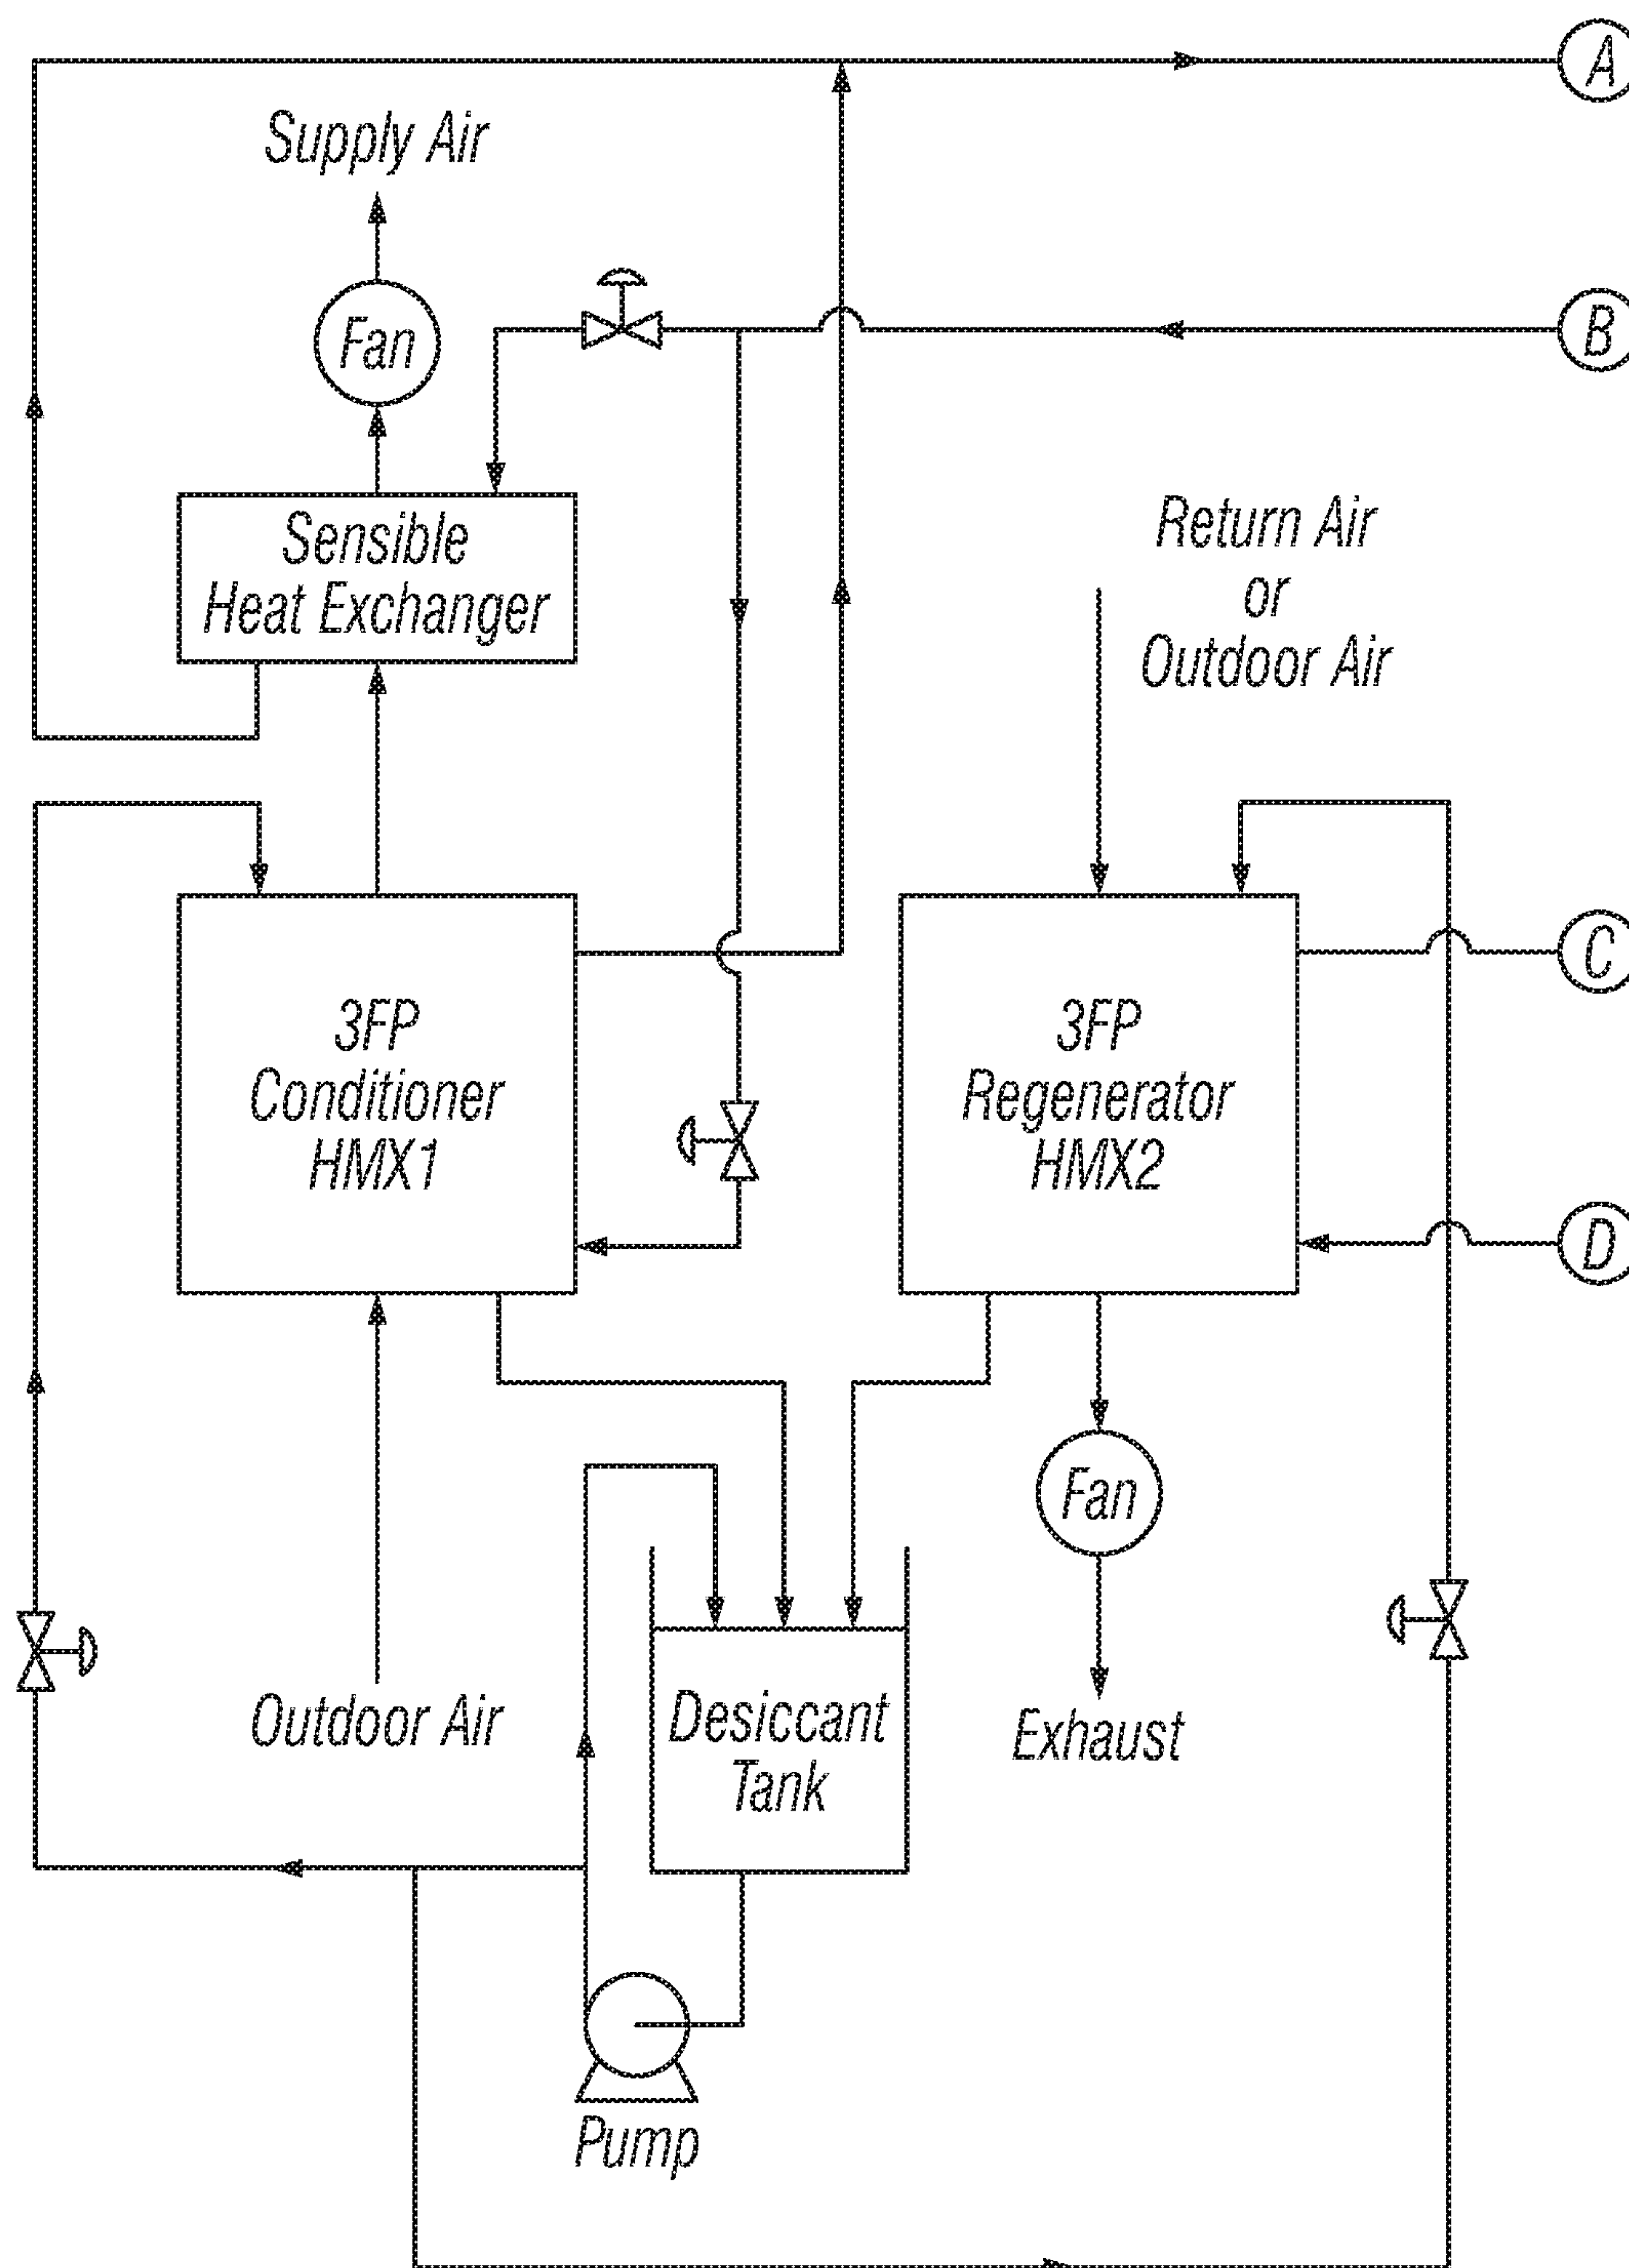 A
Supply Air
Fan
B
Sensible
Heat Exchanger
Return Air
or
Outdoor Air
C
3FP
Conditioner
HMX1
3FP
Regenerator
HMX2
D
Fan
Outdoor Air
Desiccant
Tank
Exhaust
Pump